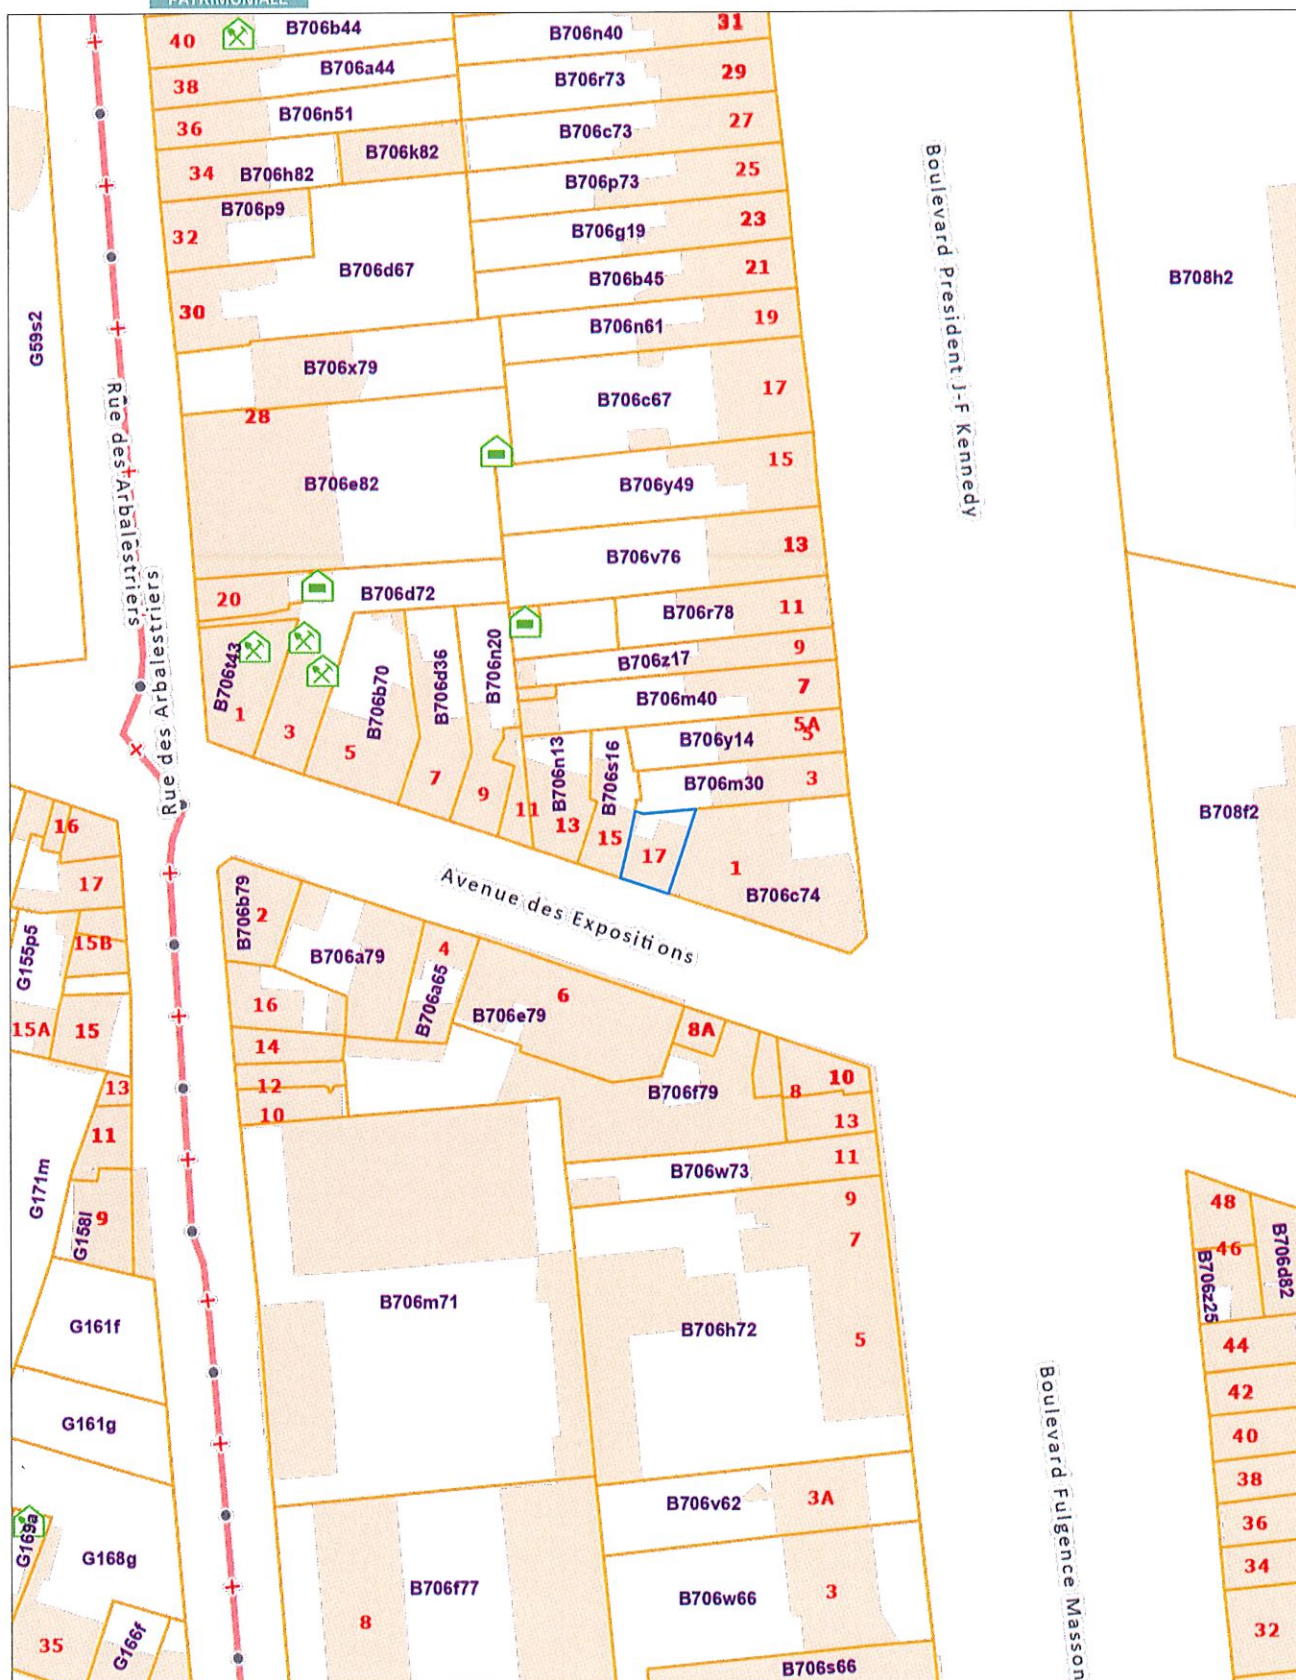 PATRIMONIALE
40
B706b44
B706n40
31
38
B706a44
B706r73
29
36
B706n51
B706c73
27
34
B706h82
B706k82
B706p73
25
32
B706p9
B706g19
23
B706d67
B706b45
21
30
B706n61
19
G59s2
B706x79
B706c67
17
28
B706e82
B706y49
15
B706v76
13
20
B706d72
B706r78
11
B706z17
9
B706m40
7
B706y14
5A
5
B706m30
3
B706t43
1
3
B706b70
5
B706d36
7
B706n20
9
11
B706n13
13
B706s16
15
17
1
B706c74
Rue des Arbalestriers
Rue des Arbalestriers
Boulevard President J-F Kennedy
B708h2
B708f2
Avenue des Expositions
16
17
G155p5
15B
15A
15
13
11
G171m
G158l
9
G161f
G161g
G169a
G168g
35
G166f
B706b79
2
B706a79
4
B706a65
B706e79
6
8A
16
14
12
10
B706f79
8
10
13
B706w73
11
9
7
B706m71
B706h72
5
B706v62
3A
B706w66
3
8
B706f77
B706s66
Boulevard Fulgence Masson
48
46
B706z25
B706d82
44
42
40
38
36
34
32